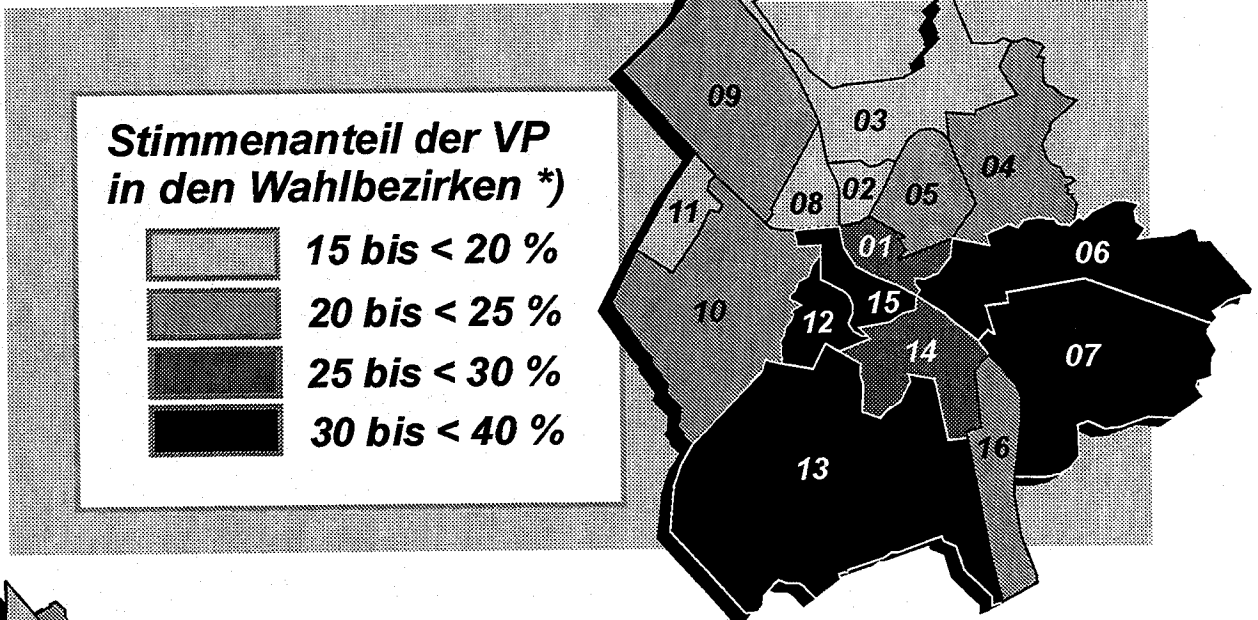 Stimmenanteil der VP
in den Wahlbezirken *)
15 bis < 20 %
20 bis < 25 %
25 bis < 30 %
30 bis < 40 %
09
03
04
02
05
08
11
01
06
15
10
12
14
07
16
13